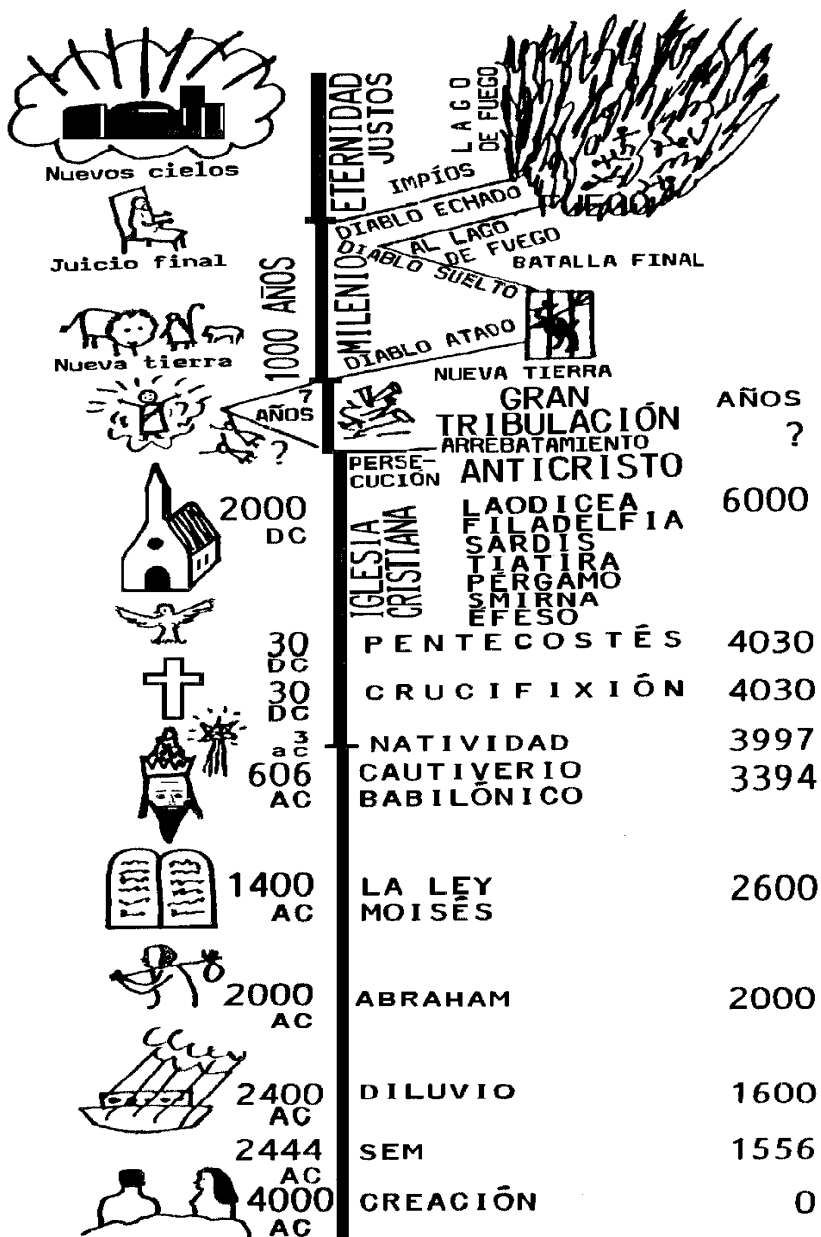 LAGO
DE FUEGO
ETERNIDAD
JUSTOS
Nuevos cielos
IMPÍOS
DIABLO ECHADO
FUEGO
AL LAGO
DE FUEGO
Juicio final
DIABLO SUELTO
BATALLA FINAL
1000 AÑOS
MILENIO
Nueva tierra
DIABLO ATADO
NUEVA TIERRA
7
AÑOS
?
?
GRAN
TRIBULACIÓN
AÑOS
?
ARREBATAMIENTO
PERSE-
CUCIÓN
ANTICRISTO
2000
DC
IGLESIA
CRISTIANA
LAODICEA
6000
FILADELFIA
SARDIS
TIATIRA
PÉRGAMO
SMIRNA
ÉFESO
30
DC
PENTECOSTÉS
4030
30
DC
CRUCIFIXIÓN
4030
3
ac
NATIVIDAD
3997
606
AC
CAUTIVERIO
BABILÓNICO
3394
1400
AC
LA LEY
MOISÉS
2600
2000
AC
ABRAHAM
2000
2400
AC
DILUVIO
1600
2444
AC
SEM
1556
4000
AC
CREACIÓN
0